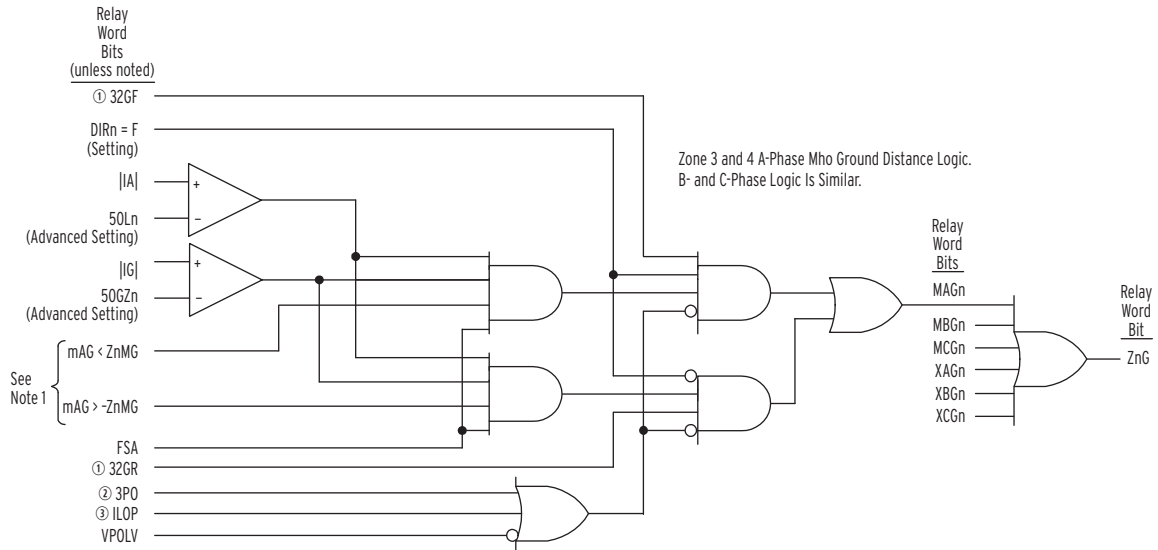 Relay
Word
Bits
(unless noted)
① 32GF
DIRn = F
(Setting)
|IA|
+
50Ln
–
(Advanced Setting)
|IG|
+
50GZn
–
(Advanced Setting)
See
Note 1
mAG < ZnMG
mAG > –ZnMG
FSA
① 32GR
② 3PO
③ ILOP
VPOLV
Zone 3 and 4 A-Phase Mho Ground Distance Logic.
B- and C-Phase Logic Is Similar.
Relay
Word
Bits
MAGn
MBGn
MCGn
XAGn
XBGn
XCGn
Relay
Word
Bit
ZnG